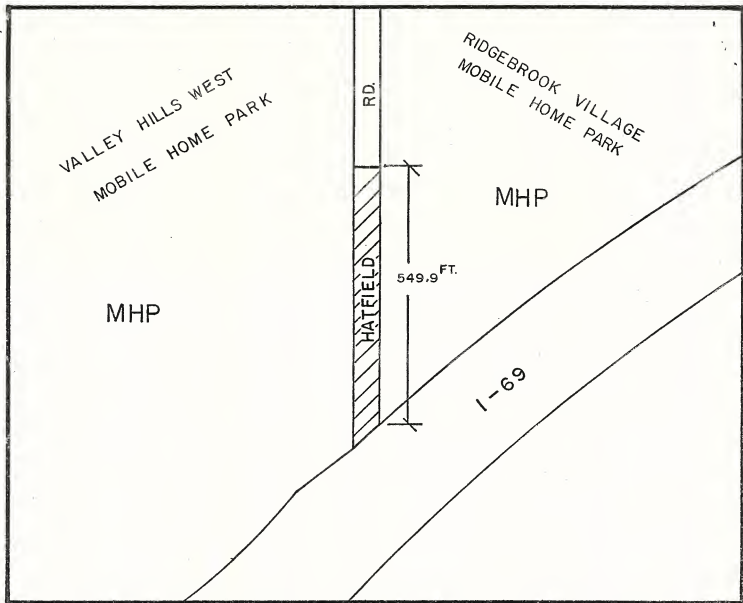 VALLEY HILLS WEST
MOBILE HOME PARK
RD.
RIDGEBROOK VILLAGE
MOBILE HOME PARK
MHP
HATFIELD
549.9 FT.
MHP
I-69